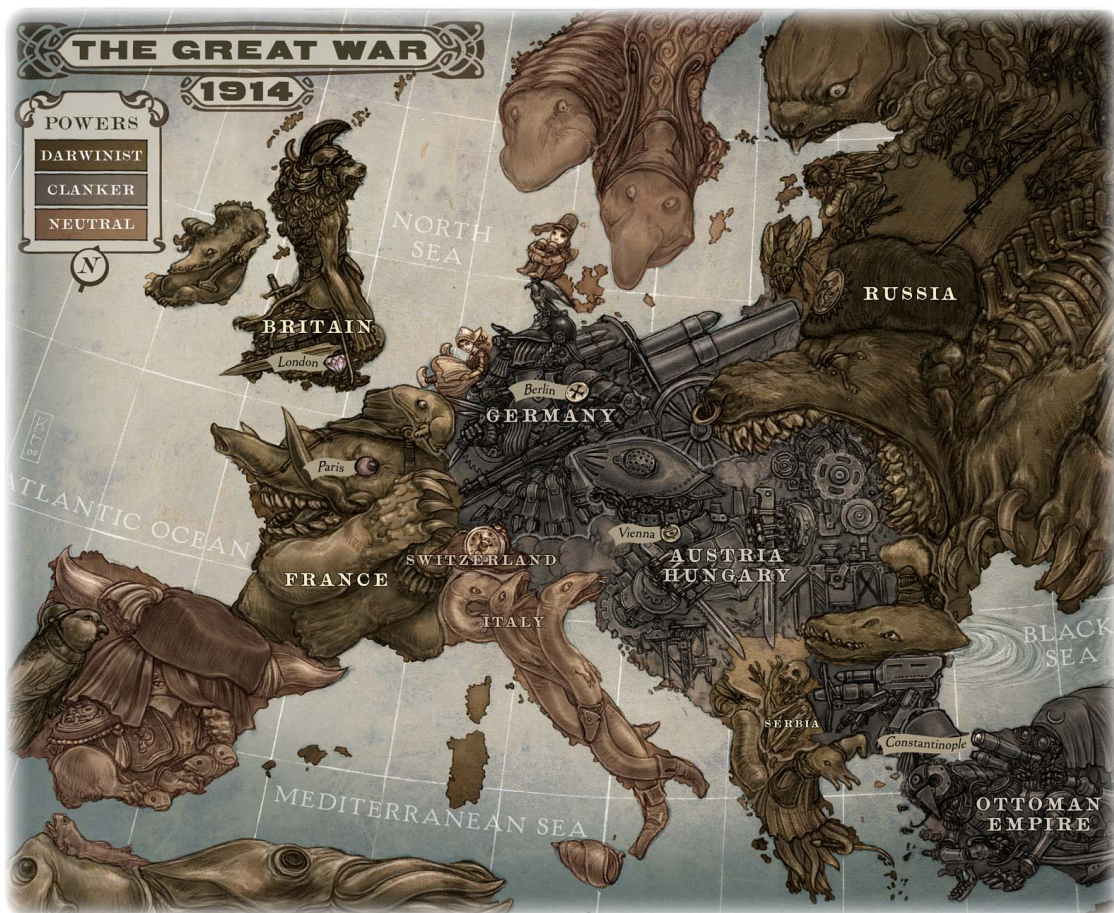 THE GREAT WAR
1914
POWERS
DARWINIST
CLANKER
NEUTRAL
N
NORTH
SEA
RUSSIA
BRITAIN
London
Berlin
GERMANY
Paris
ATLANTIC OCEAN
Vienna
SWITZERLAND
AUSTRIA
HUNGARY
FRANCE
ITALY
BLACK
SEA
SERBIA
Constantinople
MEDITERRANEAN SEA
OTTOMAN
EMPIRE